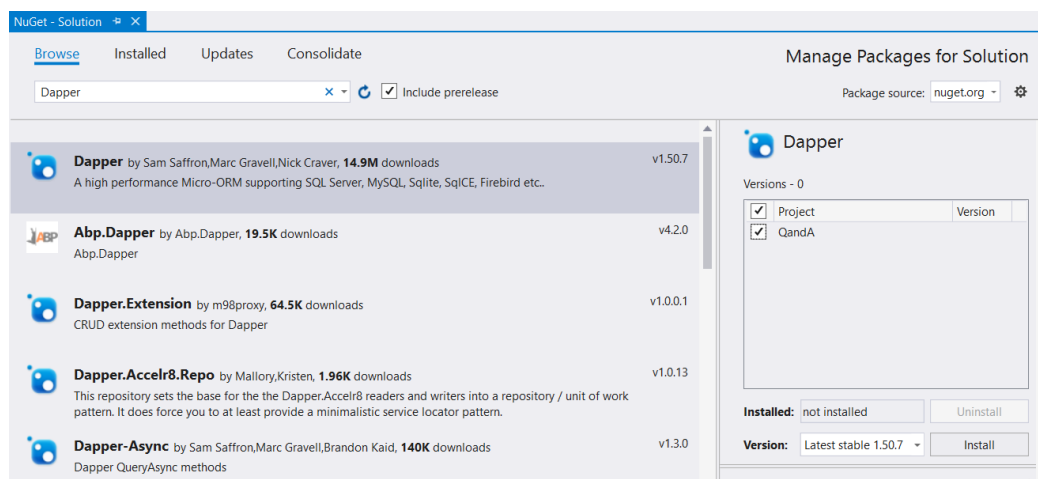 NuGet - Solution
Browse Installed Updates Consolidate
Manage Packages for Solution
Dapper
Include prerelease
Package source: nuget.org
Dapper by Sam Saffron,Marc Gravell,Nick Craver, 14.9M downloads v1.50.7
A high performance Micro-ORM supporting SQL Server, MySQL, Sqlite, SqlCE, Firebird etc..
ABP
Abp.Dapper by Abp.Dapper, 19.5K downloads v4.2.0
Abp.Dapper
Dapper.Extension by m98proxy, 64.5K downloads v1.0.0.1
CRUD extension methods for Dapper
Dapper.Accelr8.Repo by Mallory,Kristen, 1.96K downloads v1.0.13
This repository sets the base for the the Dapper.Accelr8 readers and writers into a repository / unit of work
pattern. It does force you to at least provide a minimalistic service locator pattern.
Dapper-Async by Sam Saffron,Marc Gravell,Brandon Kaid, 140K downloads v1.3.0
Dapper QueryAsync methods
Dapper
Versions - 0
Project Version
QandA
Installed: not installed Uninstall
Version: Latest stable 1.50.7 Install